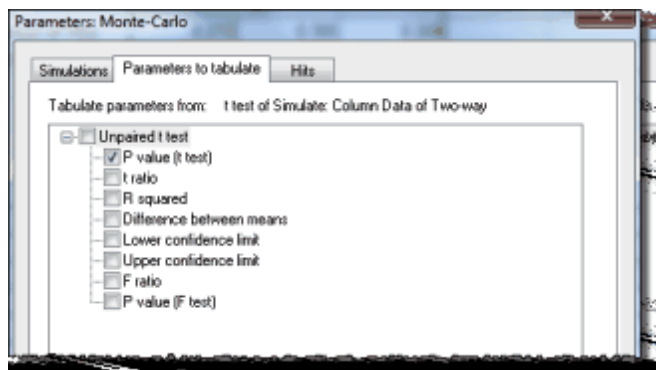 Parameters: Monte-Carlo
Simulations Parameters to tabulate Hits
Tabulate parameters from: t test of Simulate: Column Data of Two-way
Unpaired t test
P value (t test)
t ratio
R squared
Difference between means
Lower confidence limit
Upper confidence limit
F ratio
P value (F test)